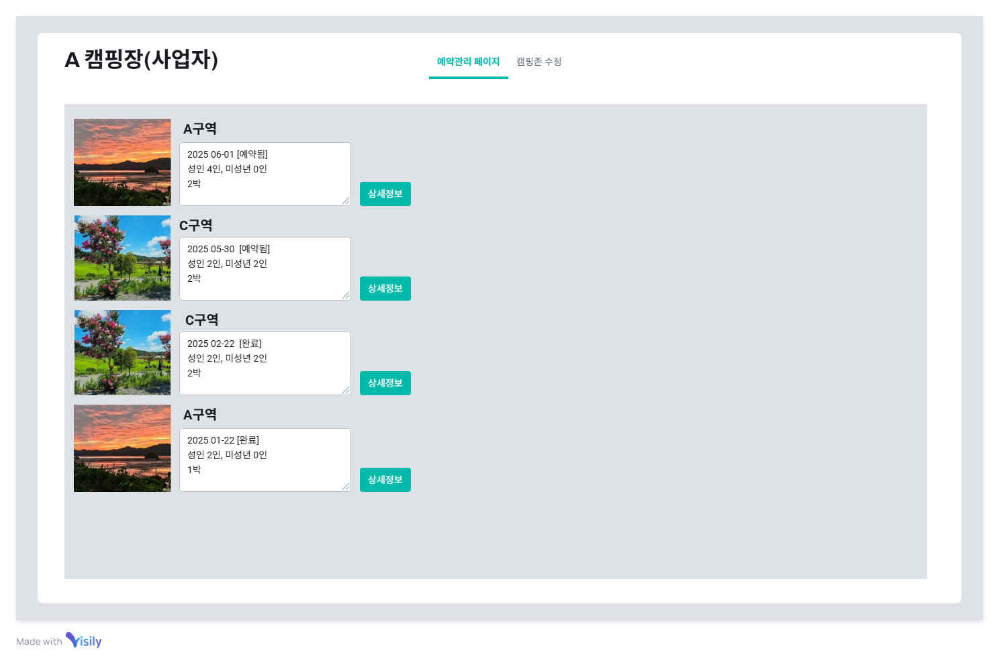 A 캠핑장(사업자)
예약관리 페이지
캠핑존 수정
A구역
2025 06-01 [예약됨]
성인 4인, 미성년 0인
2박
상세정보
C구역
2025 05-30  [예약됨]
성인 2인, 미성년 2인
2박
상세정보
C구역
2025 02-22  [완료]
성인 2인, 미성년 2인
2박
상세정보
A구역
2025 01-22 [완료]
성인 2인, 미성년 0인
1박
상세정보
Made with Visily